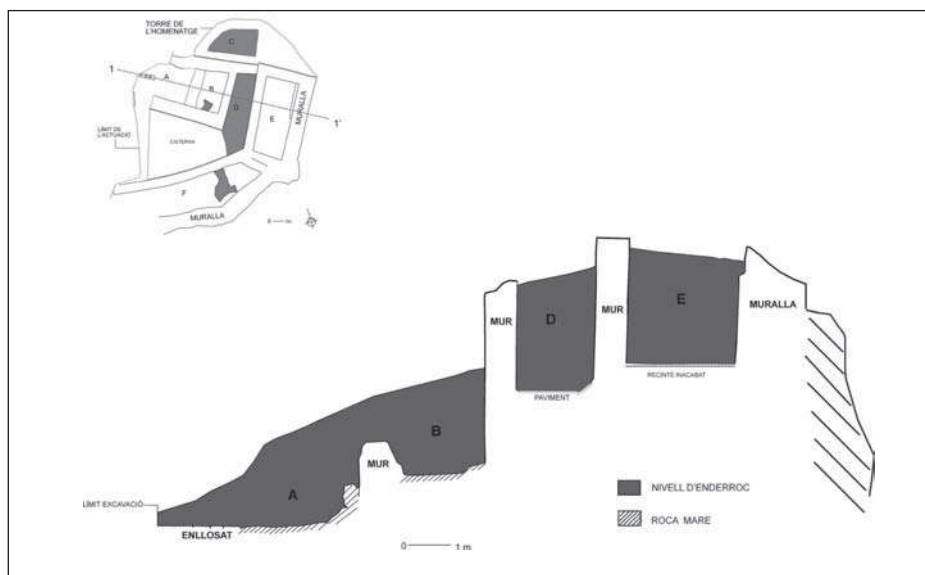 TORRE DE
L'HOMENATGE
C
1
A
B
D
E
MURALLA
1'
LÍMIT DE
L'ACTUACIÓ
CISTERNA
F
MURALLA
m
MUR
D
MUR
E
MURALLA
RECINTE INACABAT
PAVIMENT
B
MUR
A
LÍMIT EXCAVACIÓ
ENLLOSAT
NIVELL D'ENDERROC
ROCA MARE
0 1 m